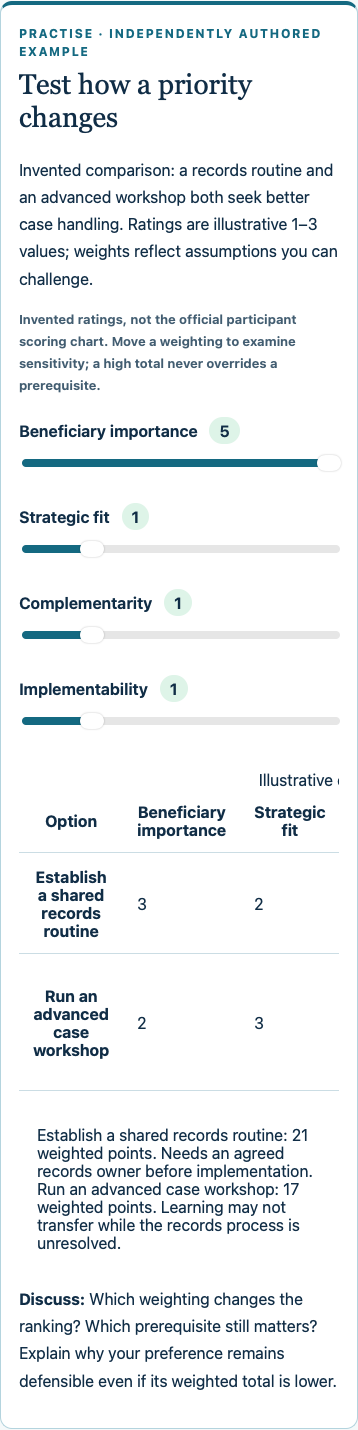 PRACTISE · INDEPENDENTLY AUTHORED
EXAMPLE
Test how a priority
changes
Invented comparison: a records routine and
an advanced workshop both seek better
case handling. Ratings are illustrative 1–3
values; weights reflect assumptions you can
challenge.
Invented ratings, not the official participant
scoring chart. Move a weighting to examine
sensitivity; a high total never overrides a
prerequisite.
Beneficiary importance 5
Strategic fit 1
Complementarity 1
Implementability 1
Illustrative
Option
Beneficiary
importance
Strategic
fit
Establish
a shared
records
routine
3
2
Run an
advanced
case
workshop
2
3
Establish a shared records routine: 21
weighted points. Needs an agreed
records owner before implementation.
Run an advanced case workshop: 17
weighted points. Learning may not
transfer while the records process is
unresolved.
Discuss: Which weighting changes the
ranking? Which prerequisite still matters?
Explain why your preference remains
defensible even if its weighted total is lower.